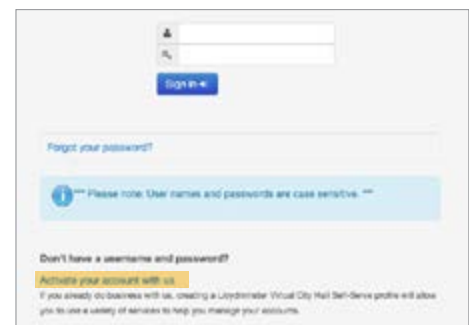 Sign in
Forgot your password?
*** Please note: User names and passwords are case sensitive. ***
Don't have a username and password?
Activate your account with us.
If you already do business with us, creating a Lloydminster Virtual City Hall Self-Serve profile will allow
you to use a variety of services to help you manage your accounts.